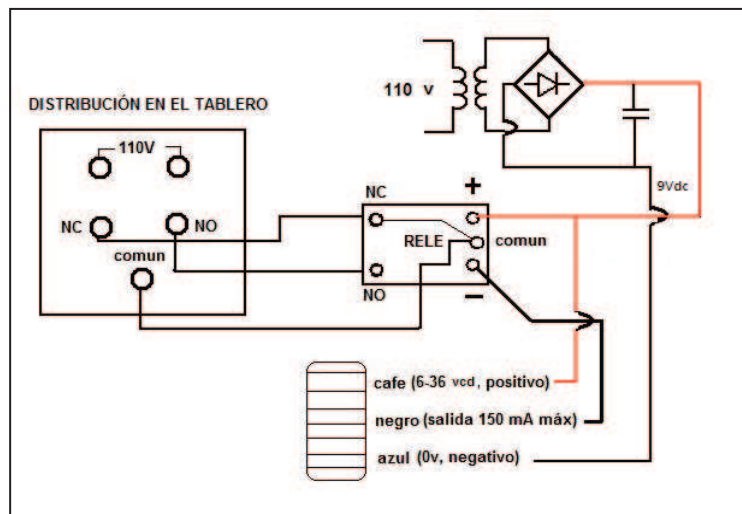 110 v
DISTRIBUCIÓN EN EL TABLERO
110V
NC
NO
comun
NC
+
RELE
comun
NO
−
9Vdc
cafe (6-36 vcd, positivo)
negro (salida 150 mA máx)
azul (0v, negativo)